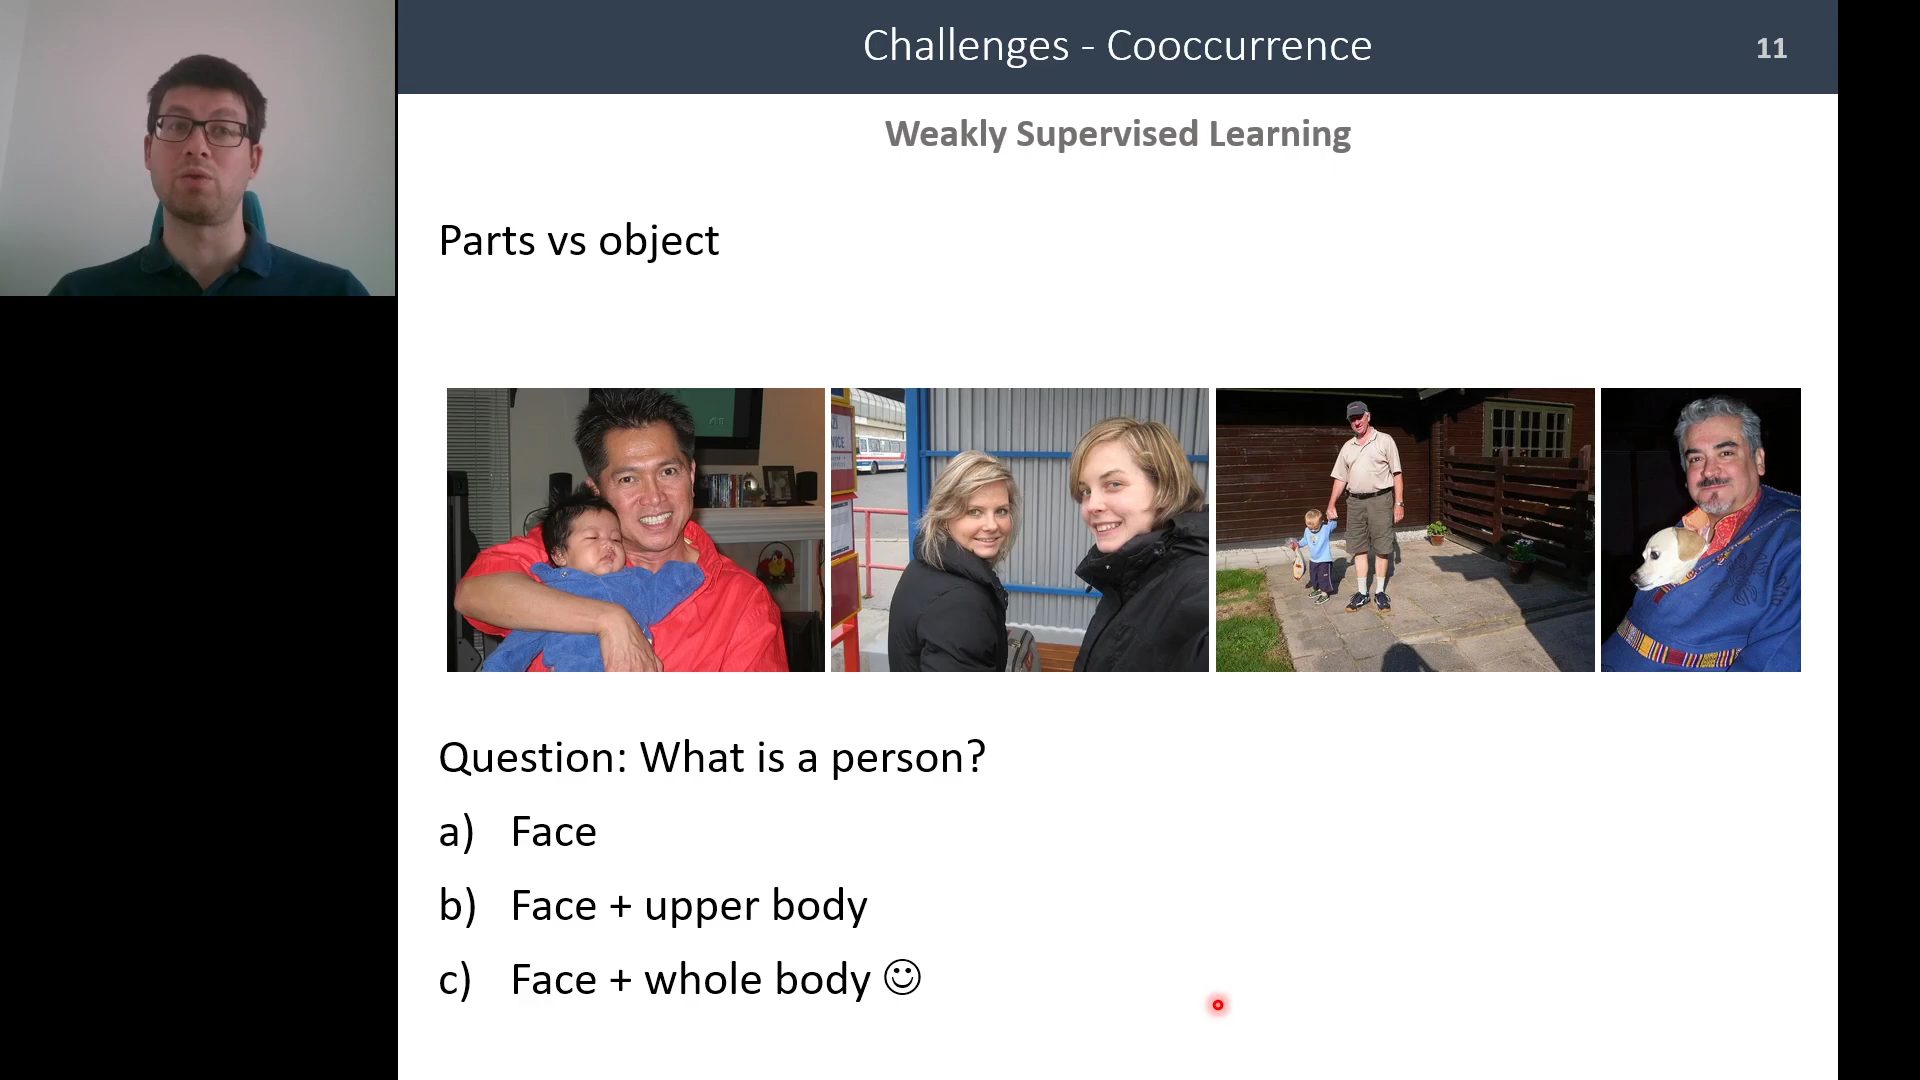 Challenges - Cooccurrence
11
Weakly Supervised Learning
Parts vs object
Question: What is a person?
a) Face
b) Face + upper body
c) Face + whole body ☺